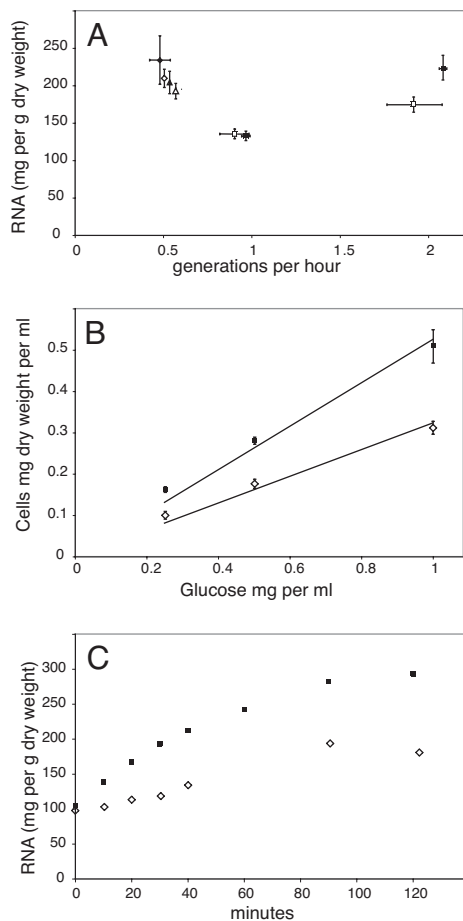 A
RNA (mg per g dry weight)
250
200
150
100
50
0
0 0.5 1 1.5 2
generations per hour
B
Cells mg dry weight per ml
0.5
0.4
0.3
0.2
0.1
0
0 0.2 0.4 0.6 0.8 1
Glucose mg per ml
C
RNA (mg per g dry weight)
300
250
200
150
100
50
0
0 20 40 60 80 100 120
minutes